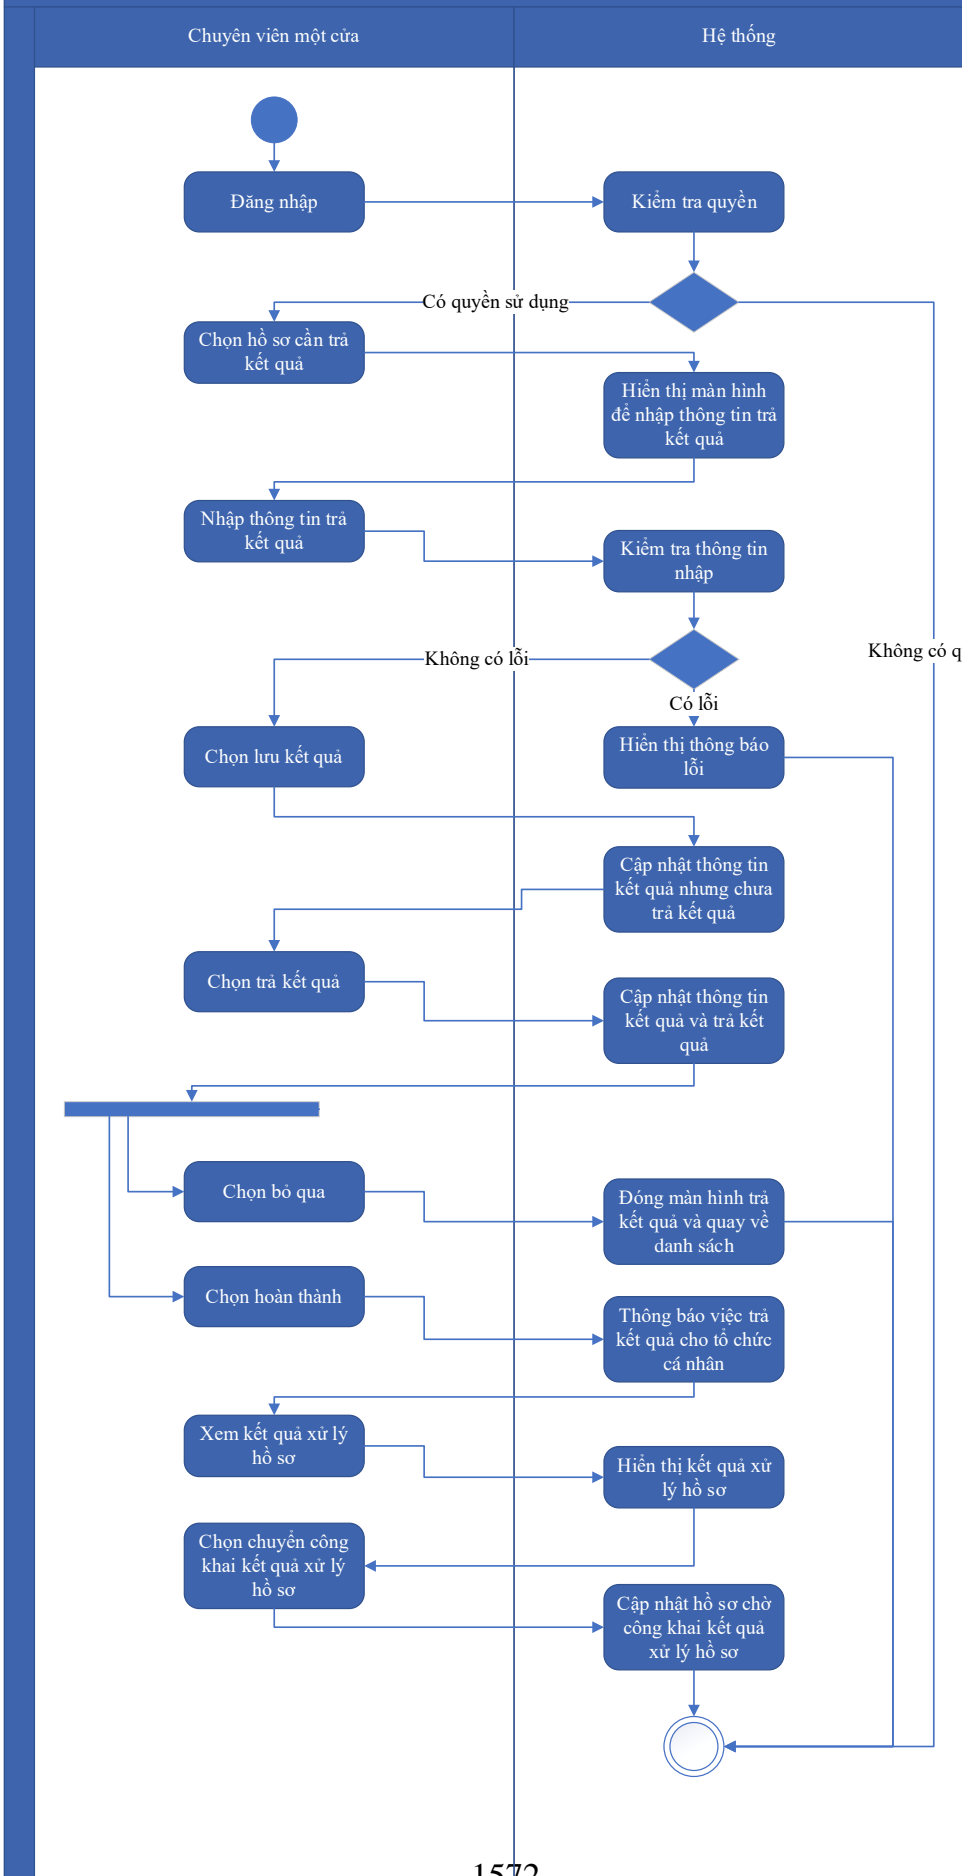 Chuyên viên một cửa
Hệ thống
Đăng nhập
Kiểm tra quyền
Có quyền sử dụng
Chọn hồ sơ cần trả
kết quả
Hiển thị màn hình
để nhập thông tin trả
kết quả
Nhập thông tin trả
kết quả
Kiểm tra thông tin
nhập
Không có q
Không có lỗi
Có lỗi
Chọn lưu kết quả
Hiển thị thông báo
lỗi
Cập nhật thông tin
kết quả nhưng chưa
trả kết quả
Chọn trả kết quả
Cập nhật thông tin
kết quả và trả kết
quả
Chọn bỏ qua
Đóng màn hình trả
kết quả và quay về
danh sách
Chọn hoàn thành
Thông báo việc trả
kết quả cho tổ chức
cá nhân
Xem kết quả xử lý
hồ sơ
Hiển thị kết quả xử
lý hồ sơ
Chọn chuyển công
khai kết quả xử lý
hồ sơ
Cập nhật hồ sơ chờ
công khai kết quả
xử lý hồ sơ
1572